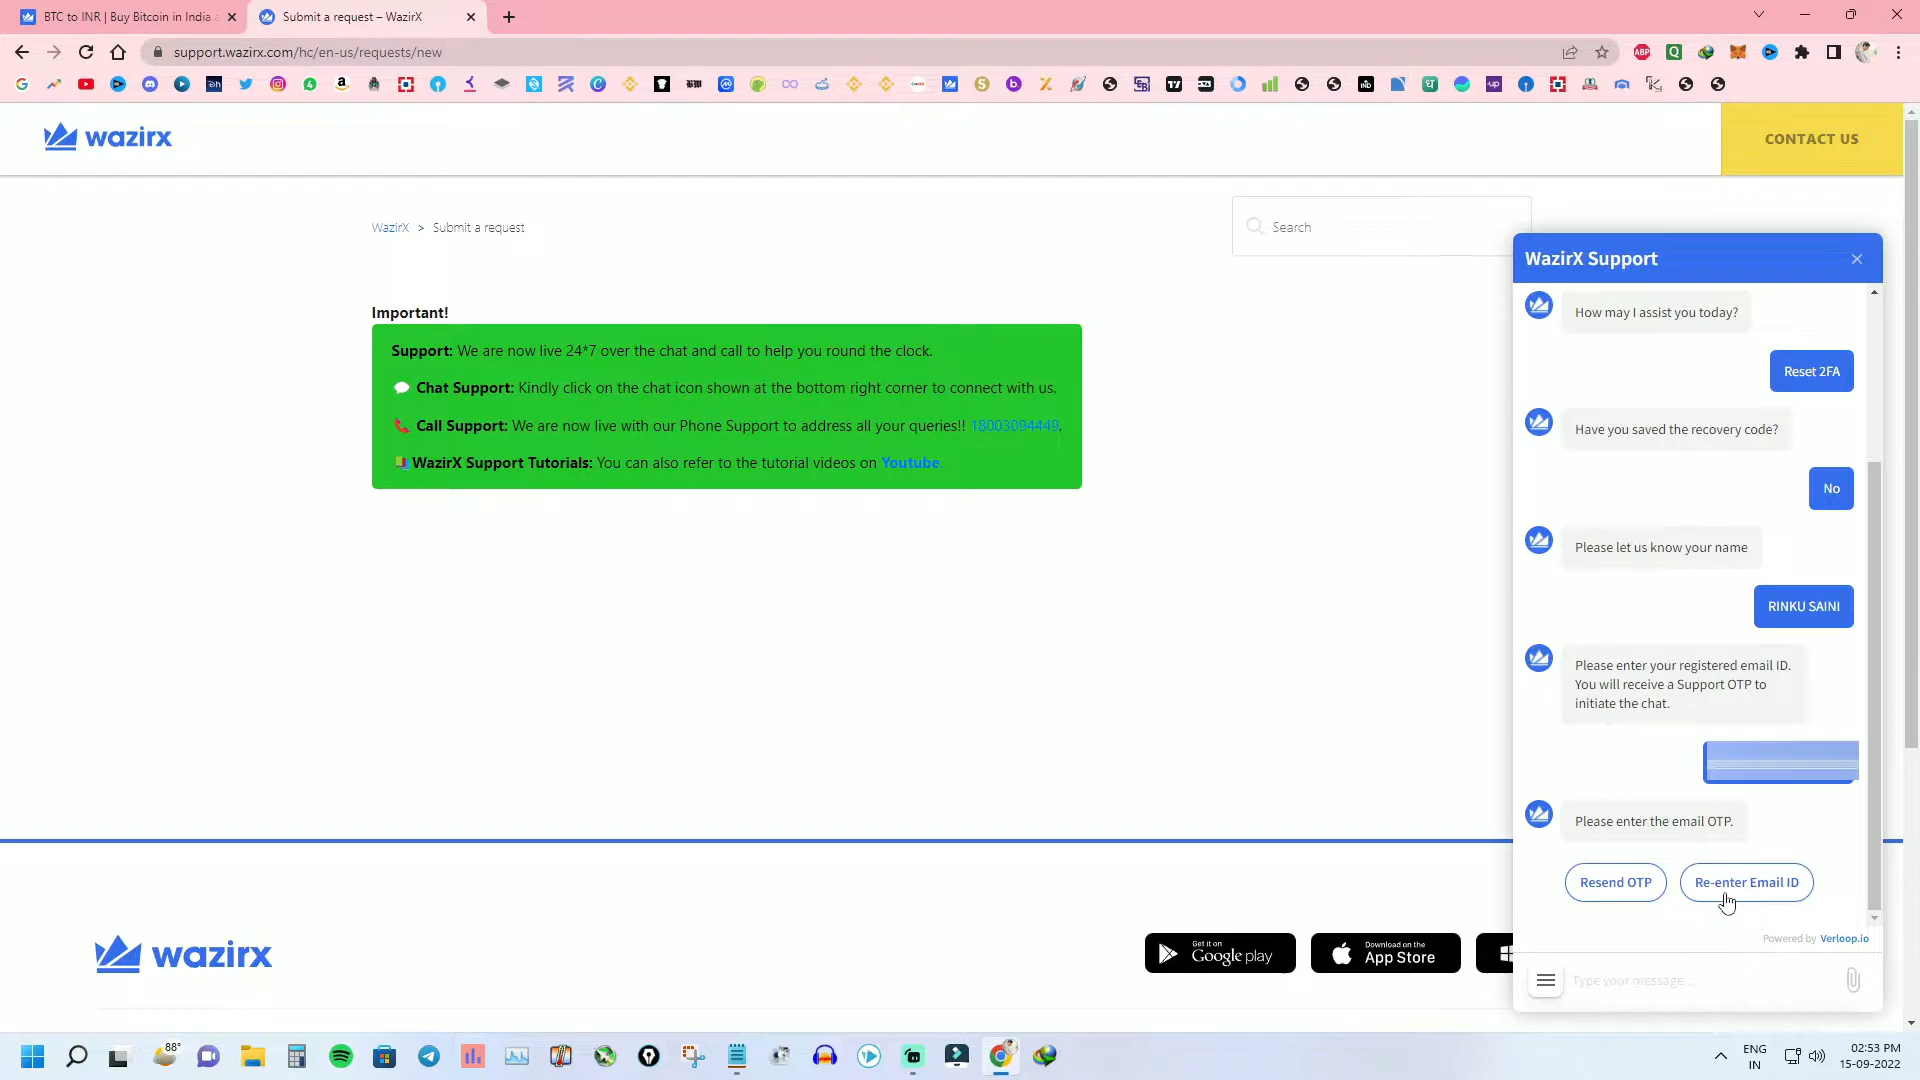 BTC to INR | Buy Bitcoin in India
Submit a request – WazirX
support.wazirx.com/hc/en-us/requests/new
wazirx
CONTACT US
WazirX > Submit a request
Search
Important!
Support: We are now live 24*7 over the chat and call to help you round the clock.
Chat Support: Kindly click on the chat icon shown at the bottom right corner to connect with us.
Call Support: We are now live with our Phone Support to address all your queries!! 18003094449.
WazirX Support Tutorials: You can also refer to the tutorial videos on Youtube.
WazirX Support
How may I assist you today?
Reset 2FA
Have you saved the recovery code?
No
Please let us know your name
RINKU SAINI
Please enter your registered email ID.
You will receive a Support OTP to
initiate the chat.
Please enter the email OTP.
Resend OTP
Re-enter Email ID
Powered by Verloop.io
Type your message...
wazirx
Get it on
Google play
Download on the
App Store
88°
ENG
IN
02:53 PM
15-09-2022